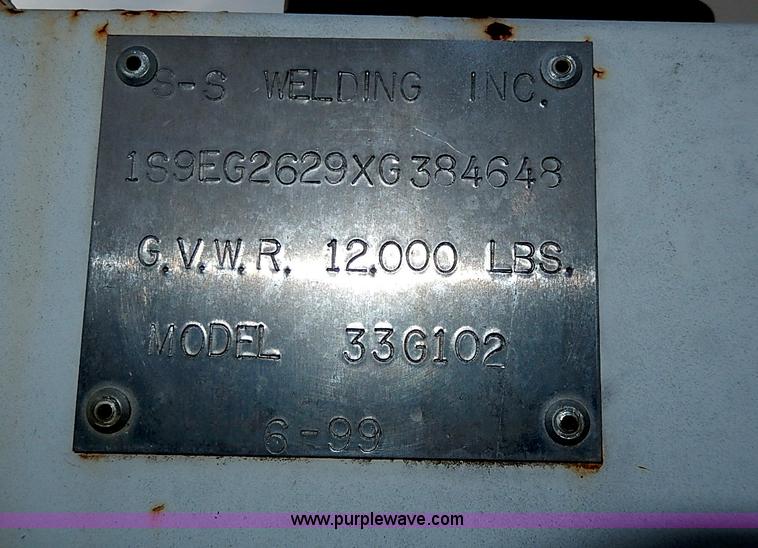 S-S WELDING INC.
1S9EG2629XG384648
G.V.W.R. 12.000 LBS.
MODEL 33G102
6-99
www.purplewave.com